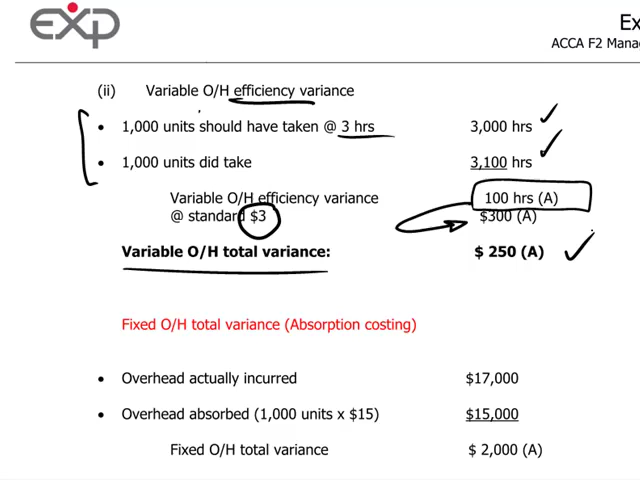 exp
Ex
ACCA F2 Mana
(ii) Variable O/H efficiency variance
• 1,000 units should have taken @ 3 hrs 3,000 hrs
• 1,000 units did take 3,100 hrs
Variable O/H efficiency variance 100 hrs (A)
@ standard $3 $300 (A)
Variable O/H total variance: $ 250 (A)
Fixed O/H total variance (Absorption costing)
• Overhead actually incurred $17,000
• Overhead absorbed (1,000 units x $15) $15,000
Fixed O/H total variance $ 2,000 (A)